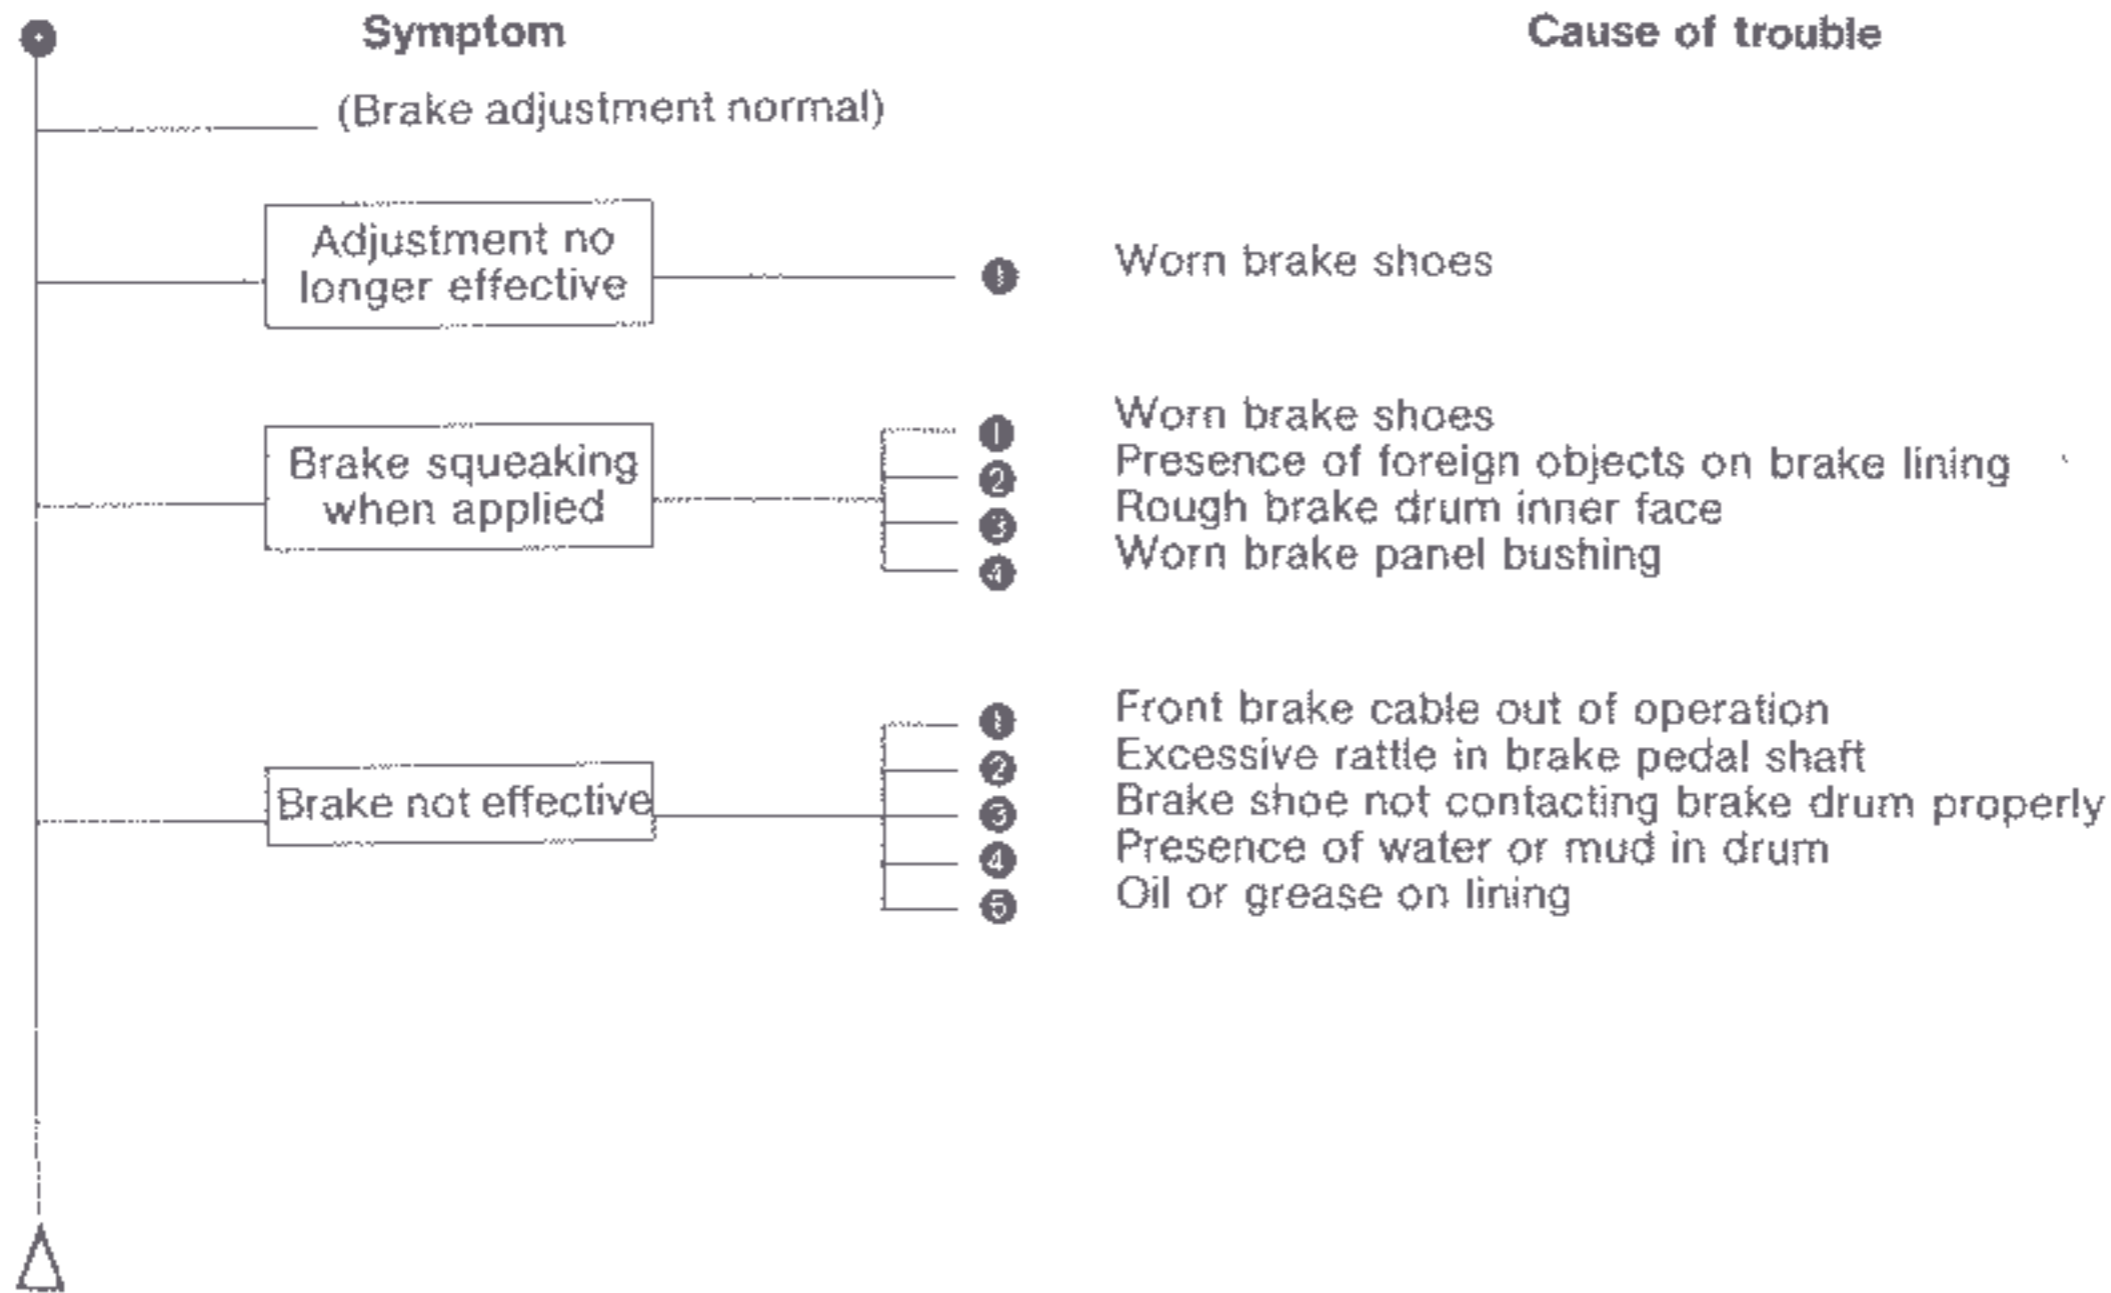 Symptom
Cause of trouble
(Brake adjustment normal)
Adjustment no
longer effective
1 Worn brake shoes
Brake squeaking
when applied
1 Worn brake shoes
2 Presence of foreign objects on brake lining
3 Rough brake drum inner face
4 Worn brake panel bushing
Brake not effective
1 Front brake cable out of operation
2 Excessive rattle in brake pedal shaft
3 Brake shoe not contacting brake drum properly
4 Presence of water or mud in drum
5 Oil or grease on lining